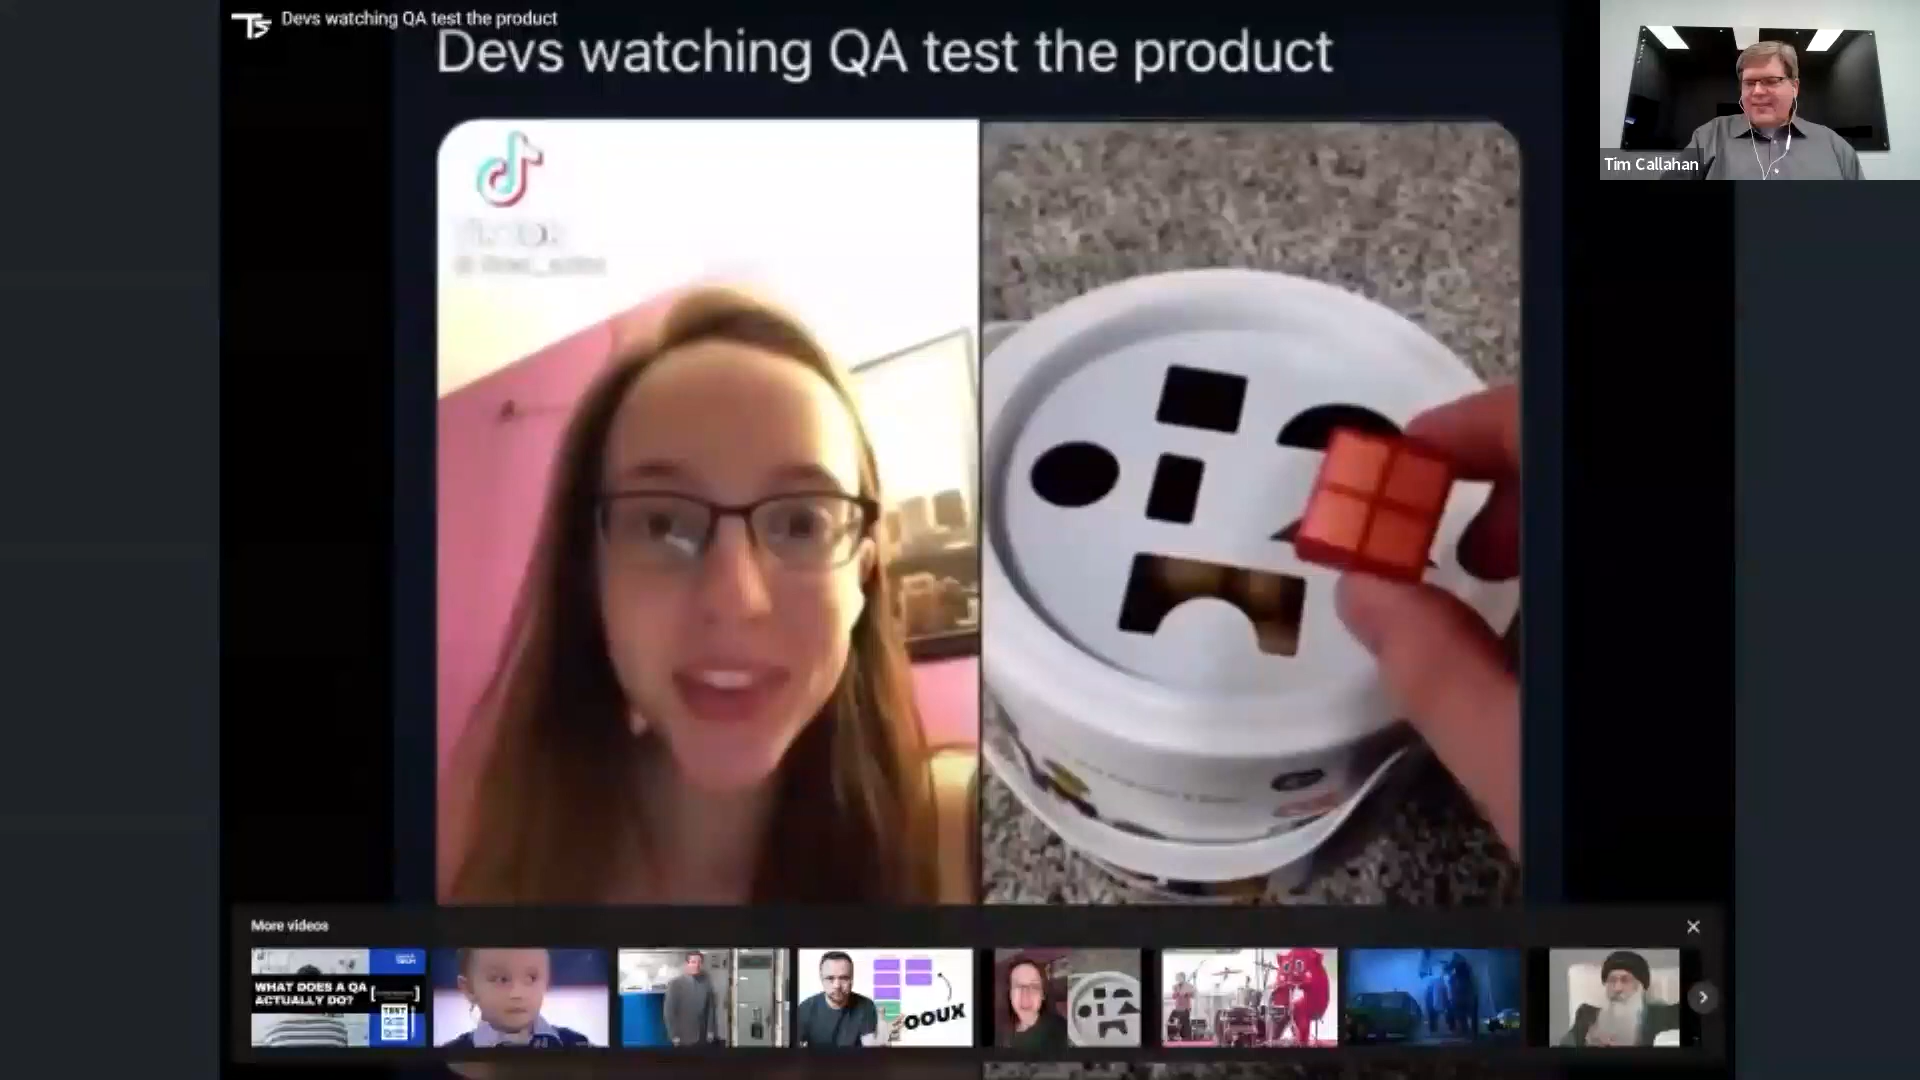 TS Devs watching QA test the product
Devs watching QA test the product
Tim Callahan
More videos
WHAT DOES A QA
ACTUALLY DO?
TEST
OOUX